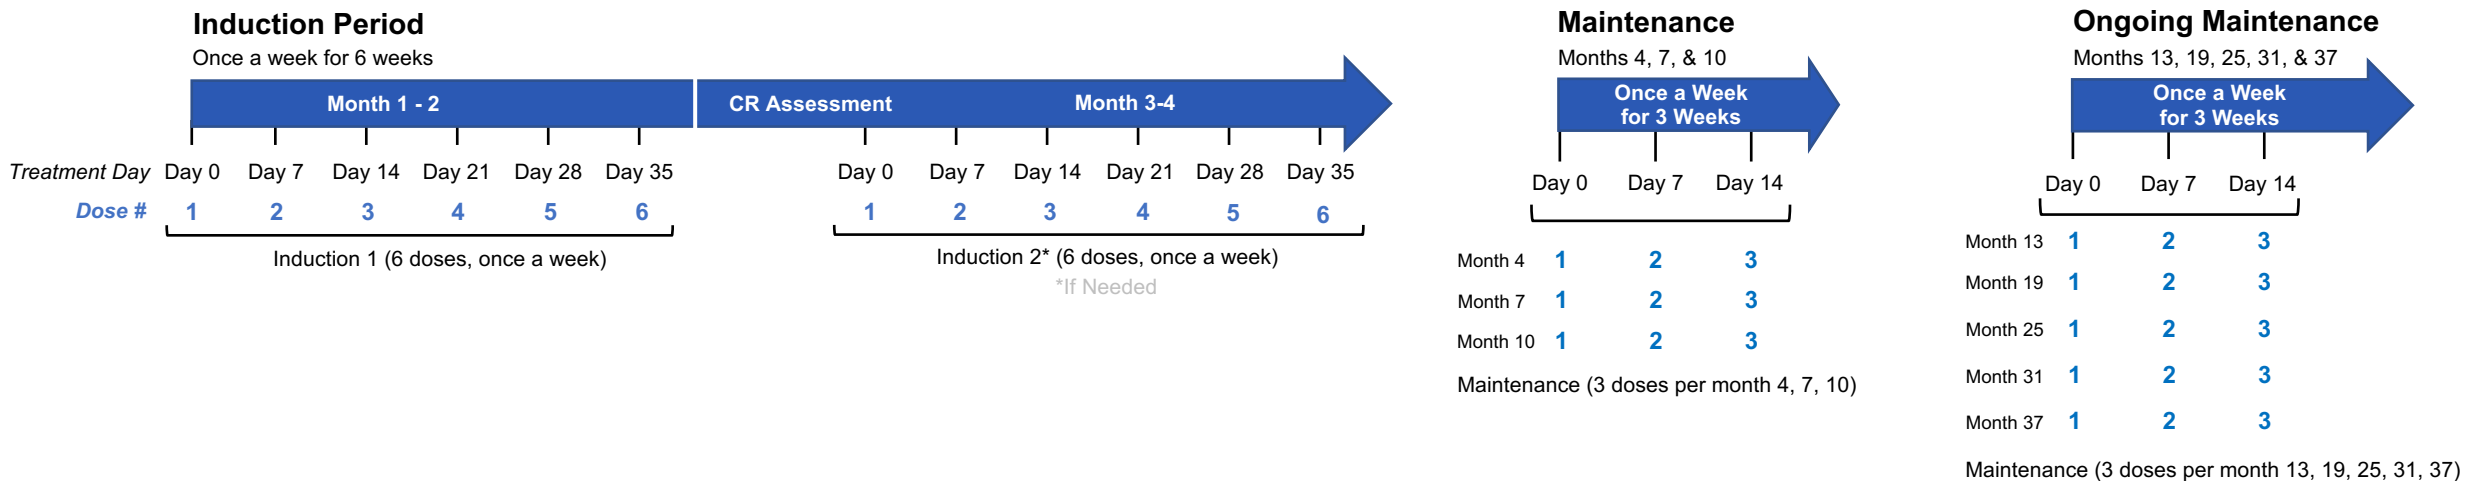 Induction Period
Once a week for 6 weeks
Month 1 - 2
CR Assessment
Month 3-4
Treatment Day Day 0 Day 7 Day 14 Day 21 Day 28 Day 35 Day 0 Day 7 Day 14 Day 21 Day 28 Day 35
Dose # 1 2 3 4 5 6 1 2 3 4 5 6
Induction 1 (6 doses, once a week)
Induction 2* (6 doses, once a week)
*If Needed
Maintenance
Months 4, 7, & 10
Once a Week
for 3 Weeks
Day 0 Day 7 Day 14
Month 4 1 2 3
Month 7 1 2 3
Month 10 1 2 3
Maintenance (3 doses per month 4, 7, 10)
Ongoing Maintenance
Months 13, 19, 25, 31, & 37
Once a Week
for 3 Weeks
Day 0 Day 7 Day 14
Month 13 1 2 3
Month 19 1 2 3
Month 25 1 2 3
Month 31 1 2 3
Month 37 1 2 3
Maintenance (3 doses per month 13, 19, 25, 31, 37)